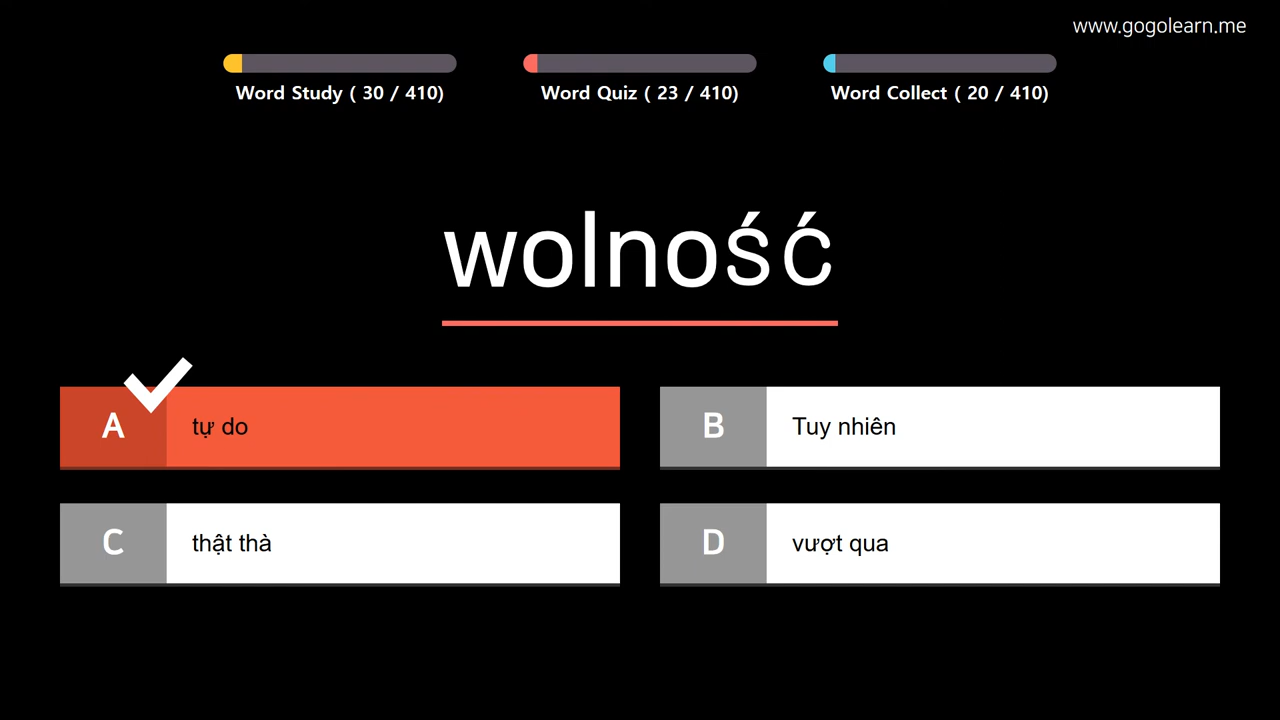 www.gogolearn.me
Word Study ( 30 / 410)
Word Quiz ( 23 / 410)
Word Collect ( 20 / 410)
wolność
A tự do
B Tuy nhiên
C thật thà
D vượt qua